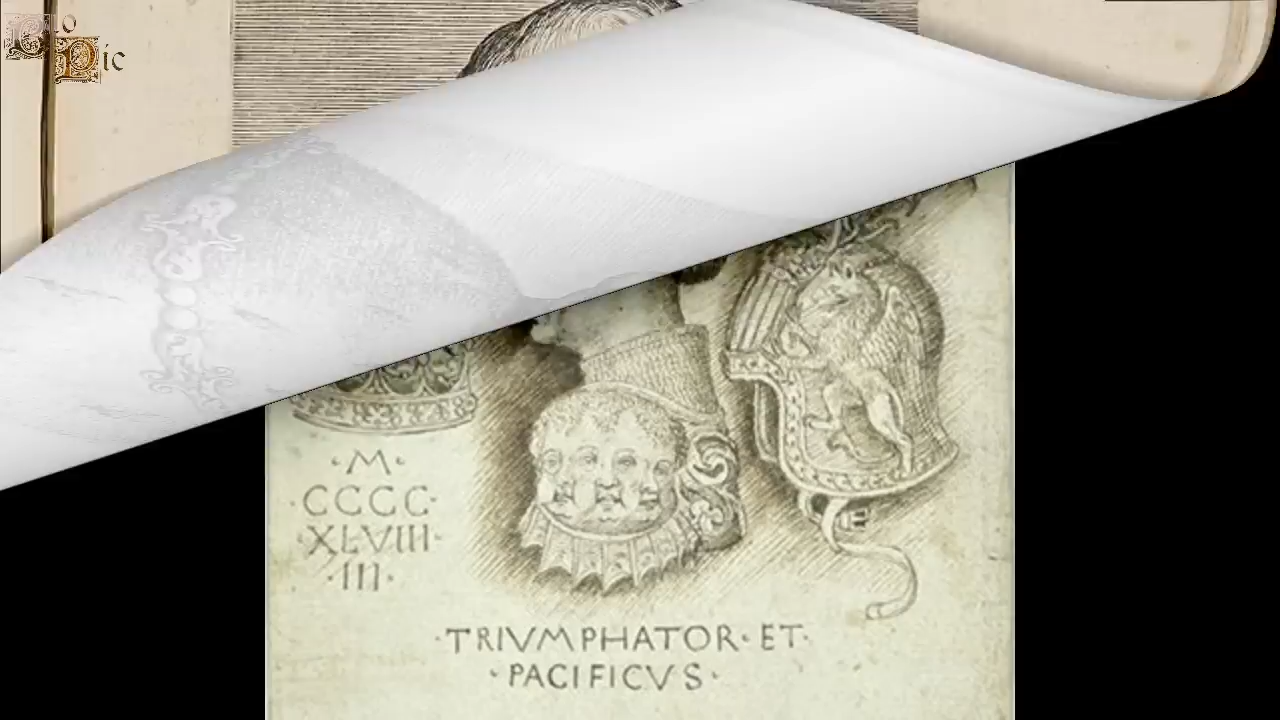 ·M·
CCCC·
·XLVIII·
·III·
·TRIVMPHATOR·ET·
·PACIFICVS·